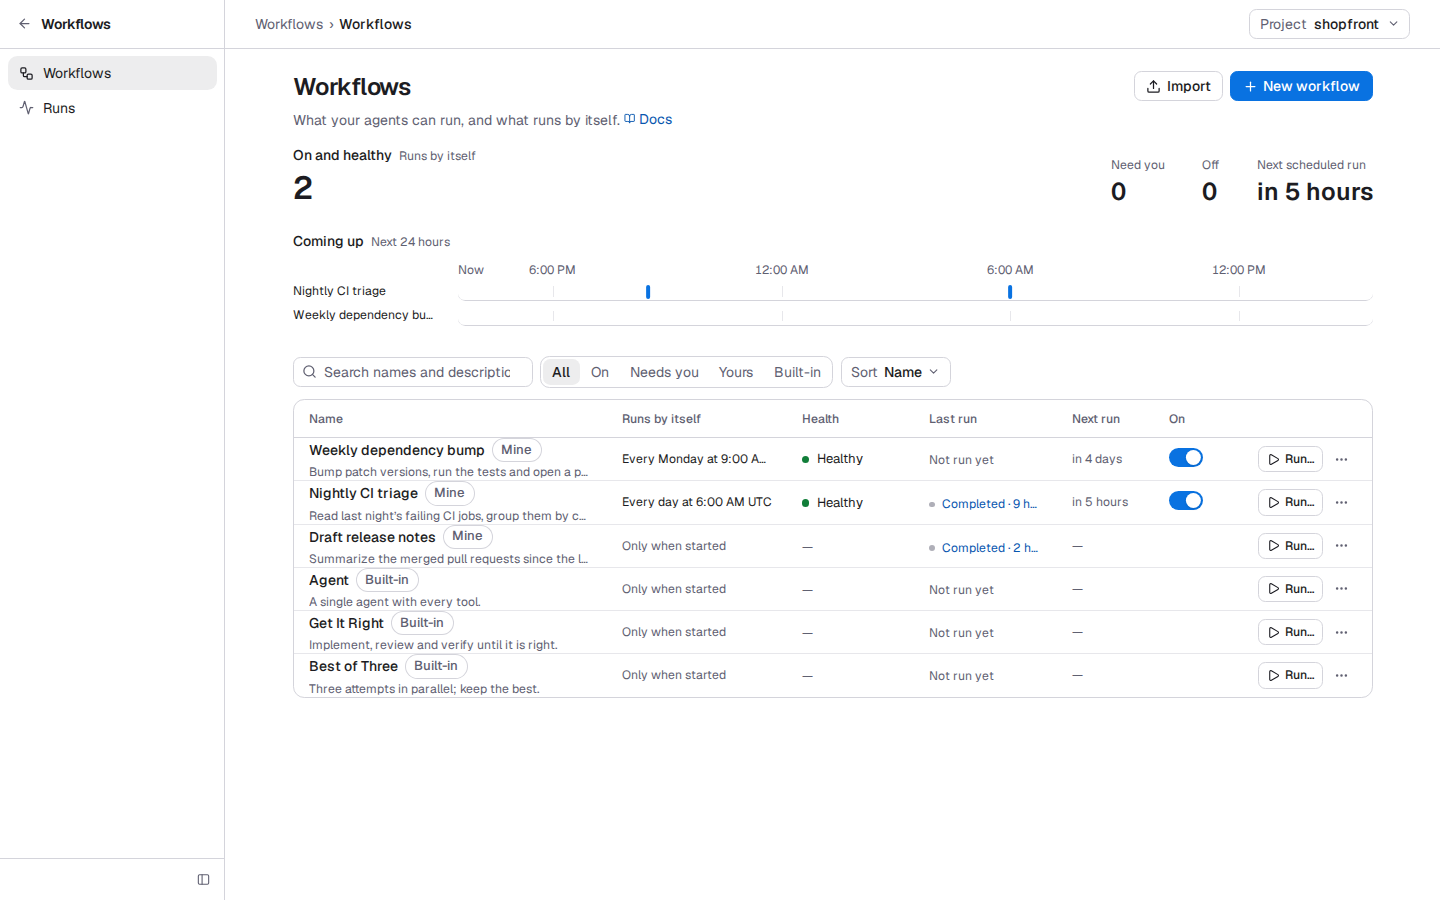 Workflows
Workflows › Workflows
Project shopfront
Workflows
Runs
Workflows
Import
New workflow
What your agents can run, and what runs by itself. Docs
On and healthy Runs by itself
2
Need you
0
Off
0
Next scheduled run
in 5 hours
Coming up Next 24 hours
Now 6:00 PM 12:00 AM 6:00 AM 12:00 PM
Nightly CI triage
Weekly dependency bu…
Search names and descriptic
All On Needs you Yours Built-in
Sort Name
Name Runs by itself Health Last run Next run On
Weekly dependency bump Mine
Bump patch versions, run the tests and open a p…
Every Monday at 9:00 A… Healthy Not run yet in 4 days Run…
Nightly CI triage Mine
Read last night's failing CI jobs, group them by c…
Every day at 6:00 AM UTC Healthy Completed · 9 h… in 5 hours Run…
Draft release notes Mine
Summarize the merged pull requests since the l…
Only when started — Completed · 2 h… — Run…
Agent Built-in
A single agent with every tool.
Only when started — Not run yet — Run…
Get It Right Built-in
Implement, review and verify until it is right.
Only when started — Not run yet — Run…
Best of Three Built-in
Three attempts in parallel; keep the best.
Only when started — Not run yet — Run…